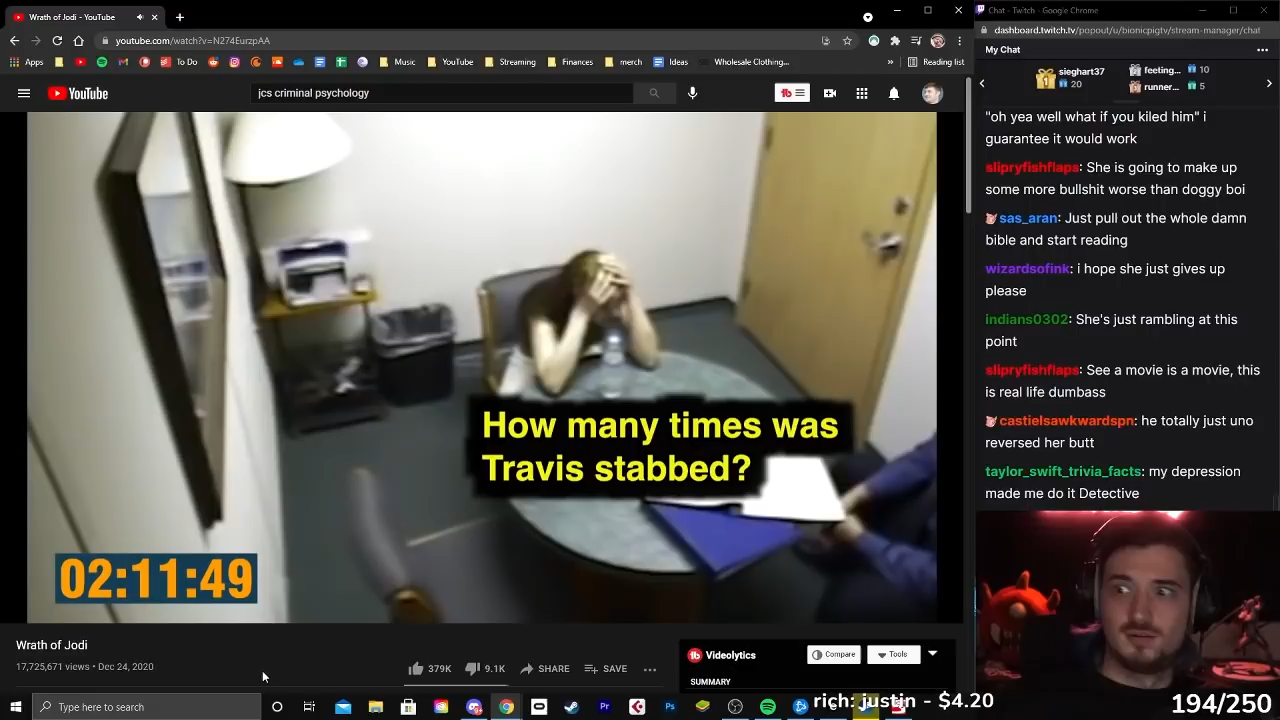 Wrath of Jodi - YouTube
Chat - Twitch - Google Chrome
youtube.com/watch?v=N274EurzpAA
dashboard.twitch.tv/popout/u/bionicpigtv/stream-manager/chat
Apps
To Do
Music
YouTube
Streaming
Finances
merch
Ideas
Wholesale Clothing...
»
Reading list
My Chat
YouTube
jcs criminal psychology
sieghart37
20
feeting...
10
runner...
5
"oh yea well what if you kiled him" i
guarantee it would work
slipryfishflaps: She is going to make up
some more bullshit worse than doggy boi
sas_aran: Just pull out the whole damn
bible and start reading
wizardsofink: i hope she just gives up
please
indians0302: She's just rambling at this
point
slipryfishflaps: See a movie is a movie, this
is real life dumbass
castielsawkwardspn: he totally just uno
reversed her butt
taylor_swift_trivia_facts: my depression
made me do it Detective
How many times was
Travis stabbed?
02:11:49
Wrath of Jodi
17,725,671 views • Dec 24, 2020
379K
9.1K
SHARE
SAVE
Videolytics
Compare
Tools
SUMMARY
Type here to search
rich: justin - $4.20
194/250